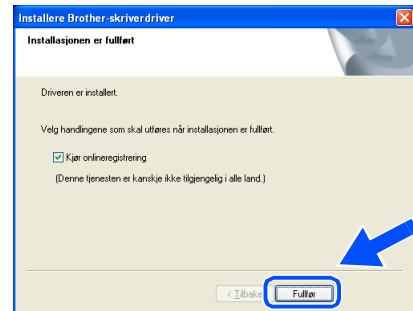 Installere Brother-skriverdriver
Installasjonen er fullført
Driveren er installert.
Velg handlingene som skal utføres når installasjonen er fullført.
Kjør onlineregistrering
(Denne tjenesten er kanskje ikke tilgjengelig i alle land.)
< Tilbake Fullfør